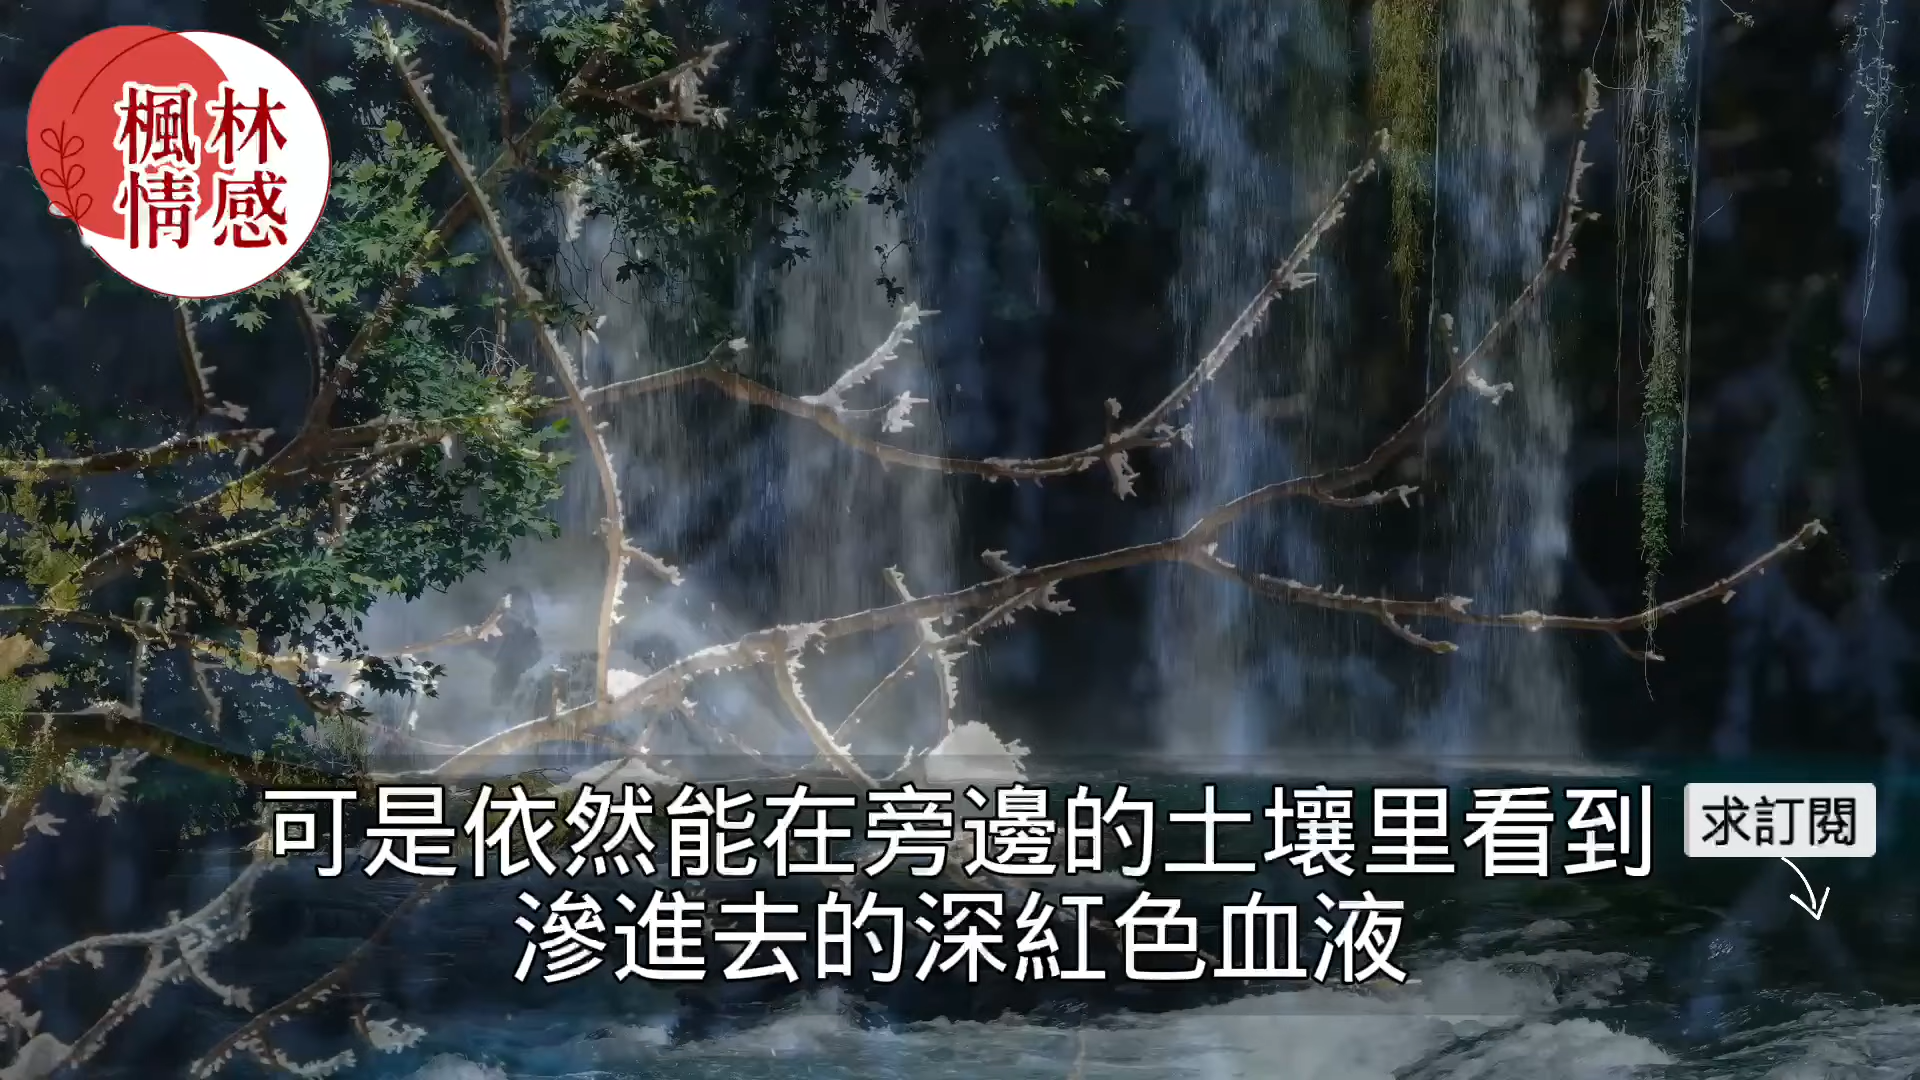 楓林
情感
可是依然能在旁邊的土壤里看到
滲進去的深紅色血液
求訂閱